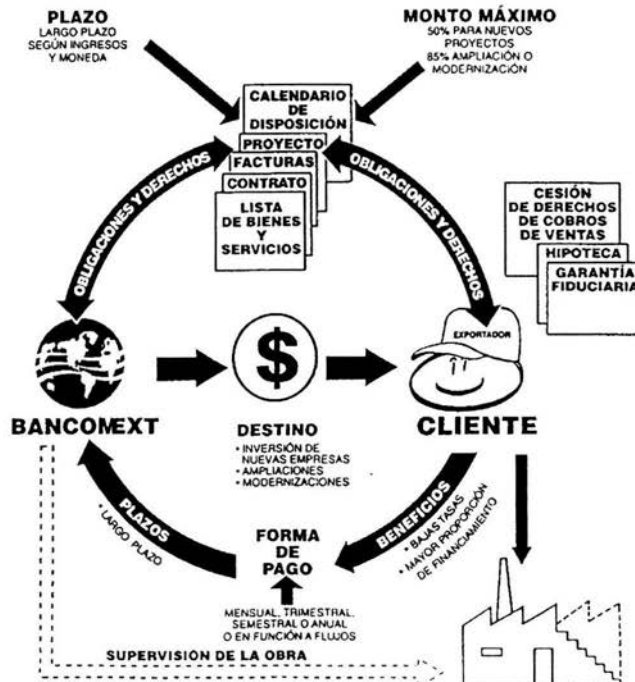 PLAZO
LARGO PLAZO
SEGÚN INGRESOS
Y MONEDA
MONTO MÁXIMO
50% PARA NUEVOS
PROYECTOS
85% AMPLIACIÓN O
MODERNIZACIÓN
CALENDARIO
DE
DISPOSICIÓN
PROYECTO
FACTURAS
CONTRATO
LISTA
DE BIENES
Y
SERVICIOS
OBLIGACIONES Y DERECHOS
OBLIGACIONES Y DERECHOS
CESIÓN
DE DERECHOS
DE COBROS
DE VENTAS
HIPOTECA
GARANTÍA
FIDUCIARIA
EXPORTADOR
$
BANCOMEXT
CLIENTE
DESTINO
• INVERSIÓN DE
NUEVAS EMPRESAS
• AMPLIACIONES
• MODERNIZACIONES
PLAZOS
• LARGO PLAZO
BENEFICIOS
• BAJAS TASAS
• MAYOR PROPORCIÓN
DE FINANCIAMIENTO
FORMA
DE
PAGO
MENSUAL, TRIMESTRAL,
SEMESTRAL O ANUAL
O EN FUNCIÓN A FLUJOS
SUPERVISIÓN DE LA OBRA